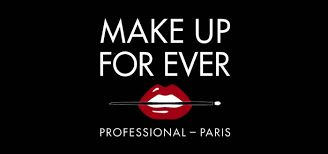 MAKE UP
FOR EVER
PROFESSIONAL – PARIS